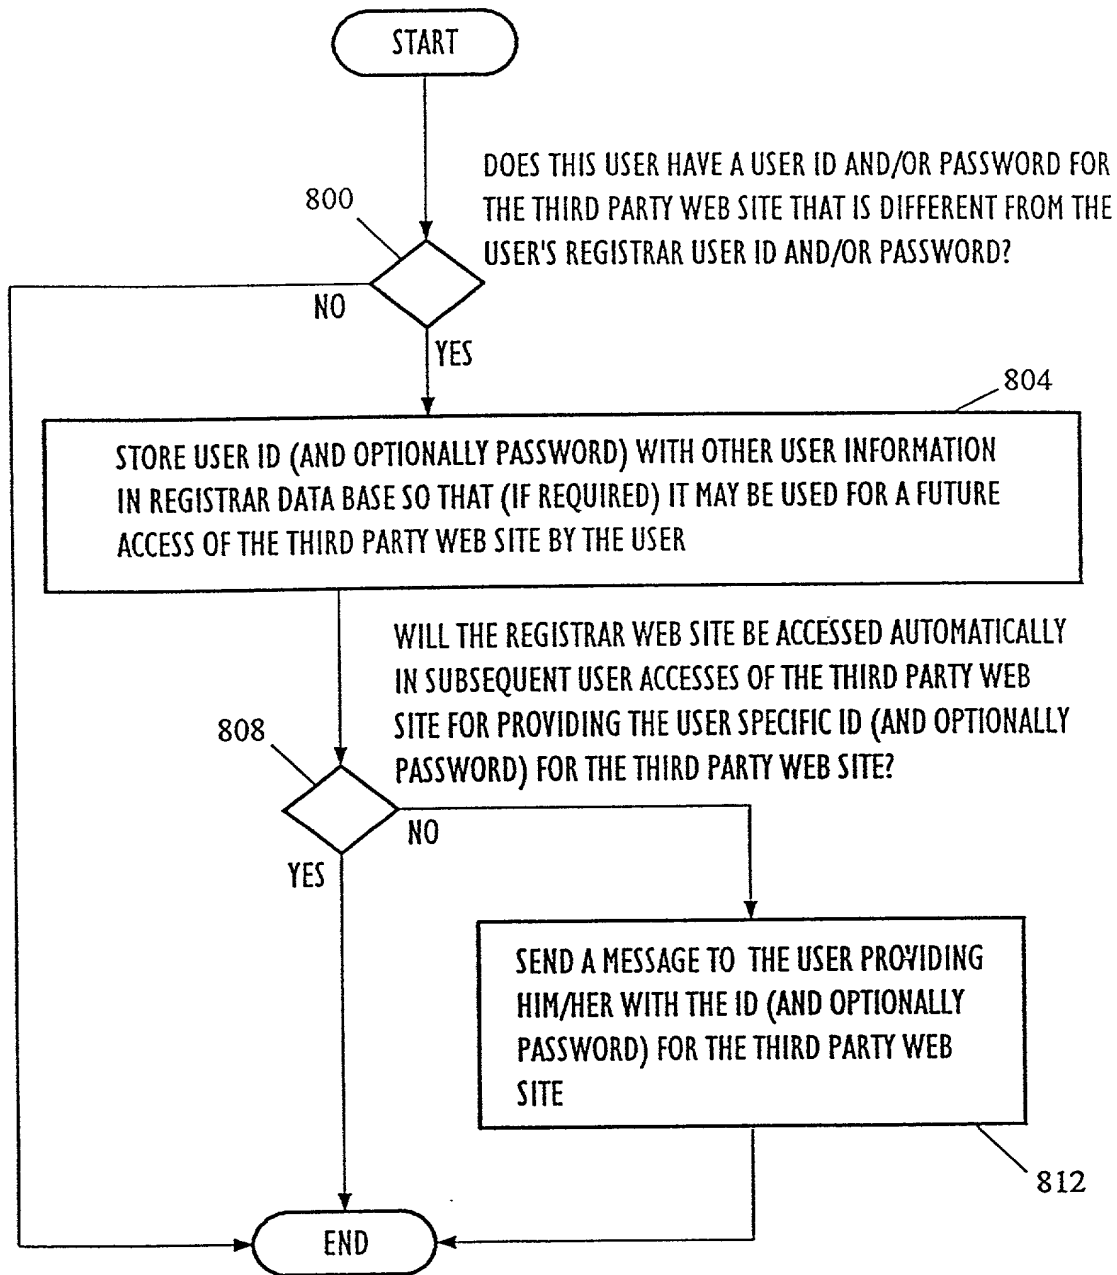 START
DOES THIS USER HAVE A USER ID AND/OR PASSWORD FOR
THE THIRD PARTY WEB SITE THAT IS DIFFERENT FROM THE
USER'S REGISTRAR USER ID AND/OR PASSWORD?
800
NO
YES
804
STORE USER ID (AND OPTIONALLY PASSWORD) WITH OTHER USER INFORMATION
IN REGISTRAR DATA BASE SO THAT (IF REQUIRED) IT MAY BE USED FOR A FUTURE
ACCESS OF THE THIRD PARTY WEB SITE BY THE USER
WILL THE REGISTRAR WEB SITE BE ACCESSED AUTOMATICALLY
IN SUBSEQUENT USER ACCESSES OF THE THIRD PARTY WEB
SITE FOR PROVIDING THE USER SPECIFIC ID (AND OPTIONALLY
PASSWORD) FOR THE THIRD PARTY WEB SITE?
808
NO
YES
SEND A MESSAGE TO THE USER PROVIDING
HIM/HER WITH THE ID (AND OPTIONALLY
PASSWORD) FOR THE THIRD PARTY WEB
SITE
812
END